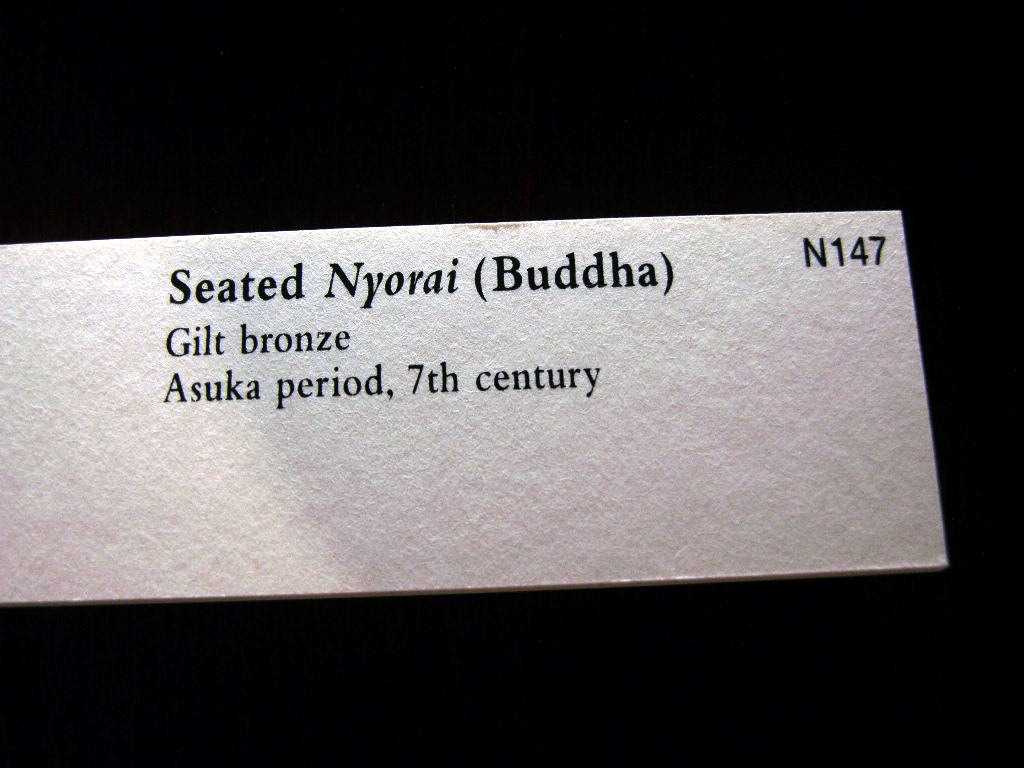 Seated Nyorai (Buddha) N147
Gilt bronze
Asuka period, 7th century